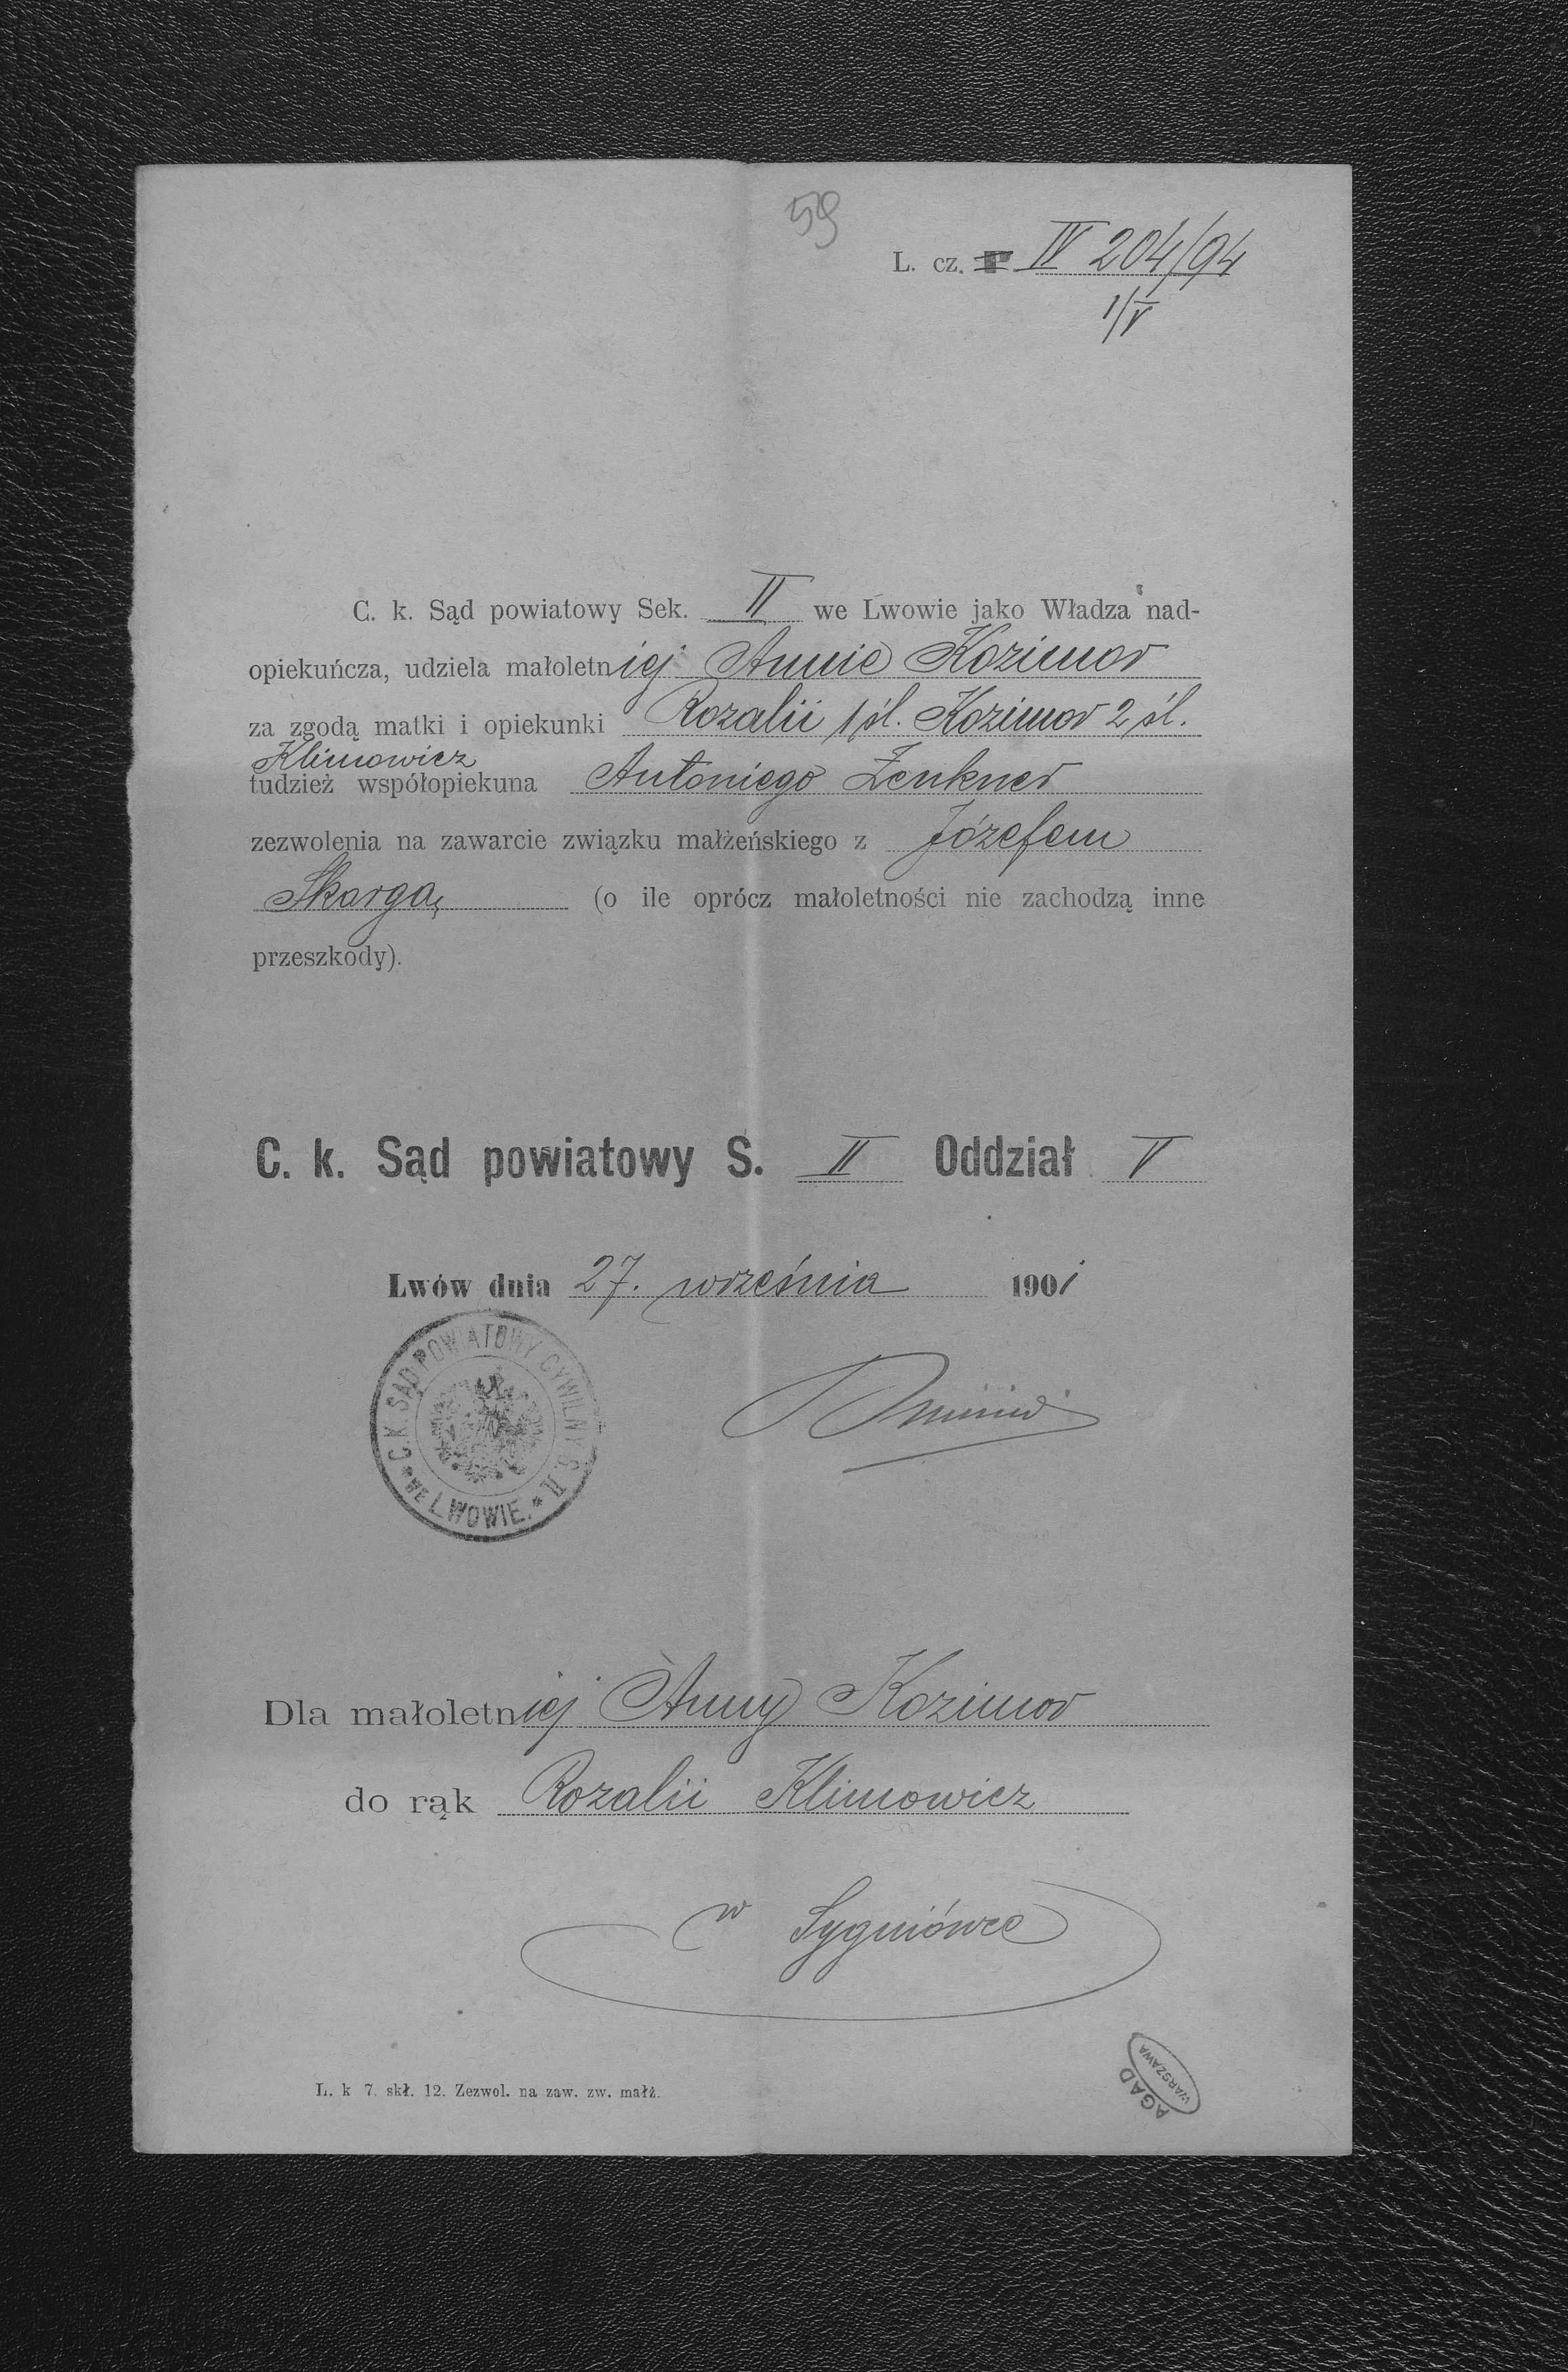 59
L. cz. P IV 204/94
1/V
C. k. Sąd powiatowy Sek. II we Lwowie jako Władza nad-
opiekuńcza, udziela małoletniej Annie Kozimor
za zgodą matki i opiekunki Rozalii 1 śl. Kozimor 2 śl.
Klimowicz
tudzież współopiekuna Antoniego Zenkner
zezwolenia na zawarcie związku małżeńskiego z Józefem
Skargą (o ile oprócz małoletności nie zachodzą inne
przeszkody).
C. k. Sąd powiatowy S. II Oddział V
Lwów dnia 27. września 1901
C. K. SĄD POWIATOWY CYWILNY S. II.
* WE LWOWIE. *
Dla małoletniej Anny Kozimor
do rąk Rozalii Klimowicz
w Sygniówce
L. k 7. skł. 12. Zezwol. na zaw. zw. małż.
AGAD
WARSZAWA